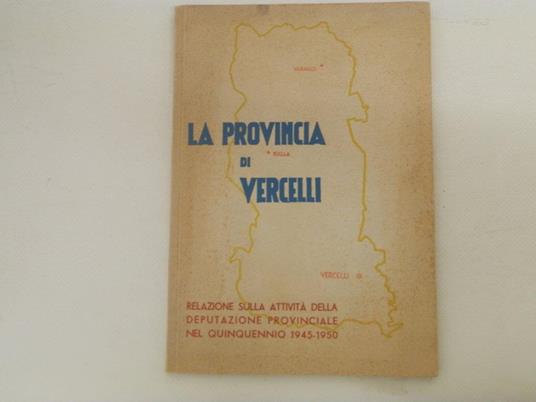 VARALLO
LA PROVINCIA
BIELLA
DI
VERCELLI
VERCELLI
RELAZIONE SULLA ATTIVITÀ DELLA
DEPUTAZIONE PROVINCIALE
NEL QUINQUENNIO 1945-1950